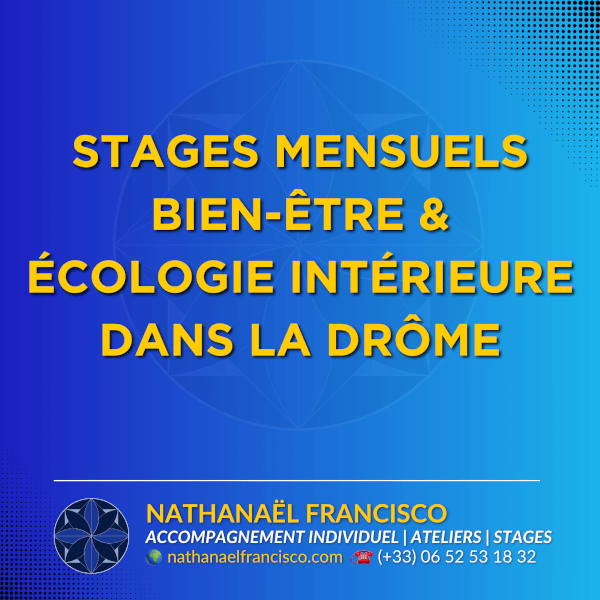 STAGES MENSUELS
BIEN-ÊTRE &
ÉCOLOGIE INTÉRIEURE
DANS LA DRÔME
NATHANAËL FRANCISCO
ACCOMPAGNEMENT INDIVIDUEL | ATELIERS | STAGES
nathanaelfrancisco.com (+33) 06 52 53 18 32